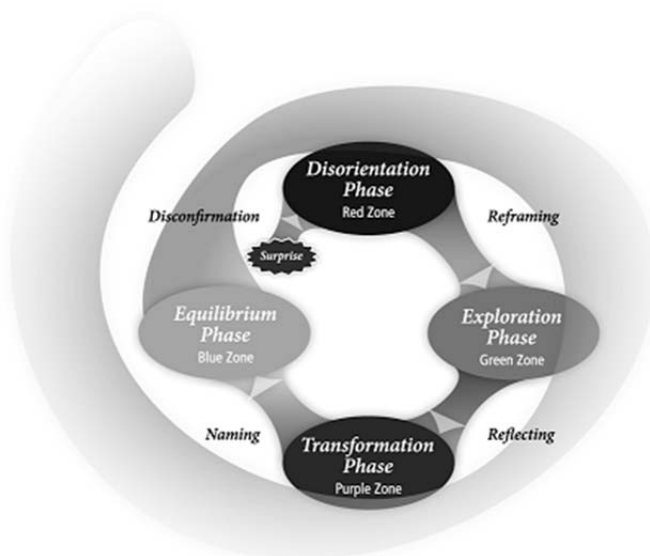 Disorientation
Phase
Red Zone
Disconfirmation
Reframing
Surprise
Equilibrium
Phase
Blue Zone
Exploration
Phase
Green Zone
Naming
Reflecting
Transformation
Phase
Purple Zone